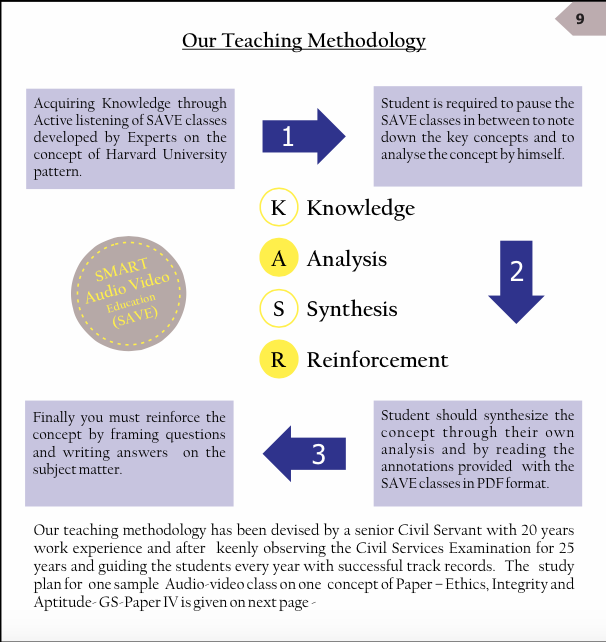 9
Our Teaching Methodology
Acquiring Knowledge through
Active listening of SAVE classes
developed by Experts on the
concept of Harvard University
pattern.
1
Student is required to pause the
SAVE classes in between to note
down the key concepts and to
analyse the concept by himself.
K Knowledge
A Analysis
S Synthesis
R Reinforcement
SMART
Audio Video
Education
(SAVE)
2
Finally you must reinforce the
concept by framing questions
and writing answers on the
subject matter.
3
Student should synthesize the
concept through their own
analysis and by reading the
annotations provided with the
SAVE classes in PDF format.
Our teaching methodology has been devised by a senior Civil Servant with 20 years
work experience and after keenly observing the Civil Services Examination for 25
years and guiding the students every year with successful track records. The study
plan for one sample Audio-video class on one concept of Paper – Ethics, Integrity and
Aptitude- GS-Paper IV is given on next page -